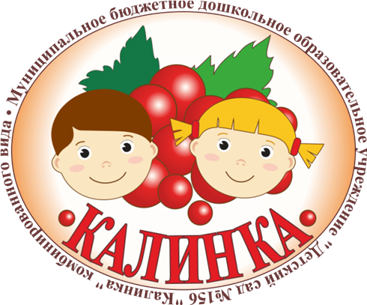 Муниципальное бюджетное дошкольное образовательное учреждение "Детский сад №156 "Калинка" комбинированного вида •
•КАЛИНКА•